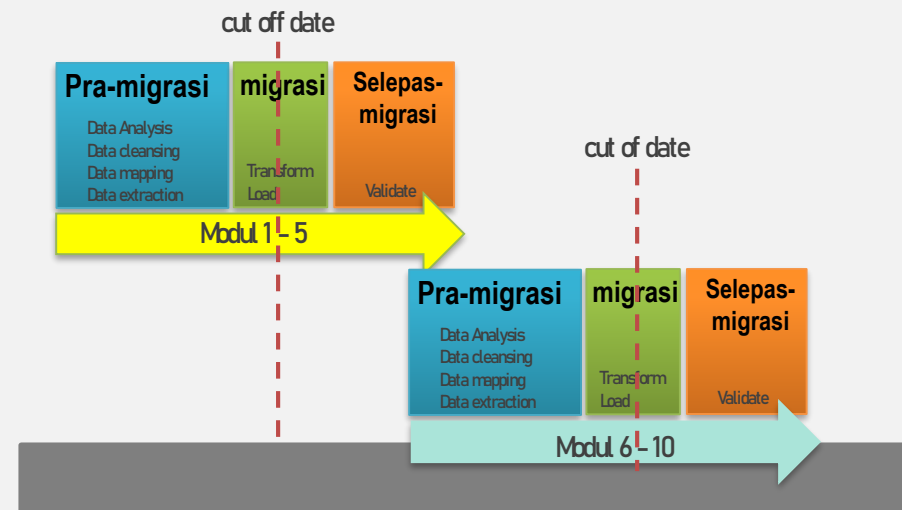 cut off date
Pra-migrasi
Data Analysis
Data cleansing
Data mapping
Data extraction
migrasi
Transform
Load
Selepas-
migrasi
Validate
Modul 1 – 5
cut of date
Pra-migrasi
Data Analysis
Data cleansing
Data mapping
Data extraction
migrasi
Transform
Load
Selepas-
migrasi
Validate
Modul 6 – 10